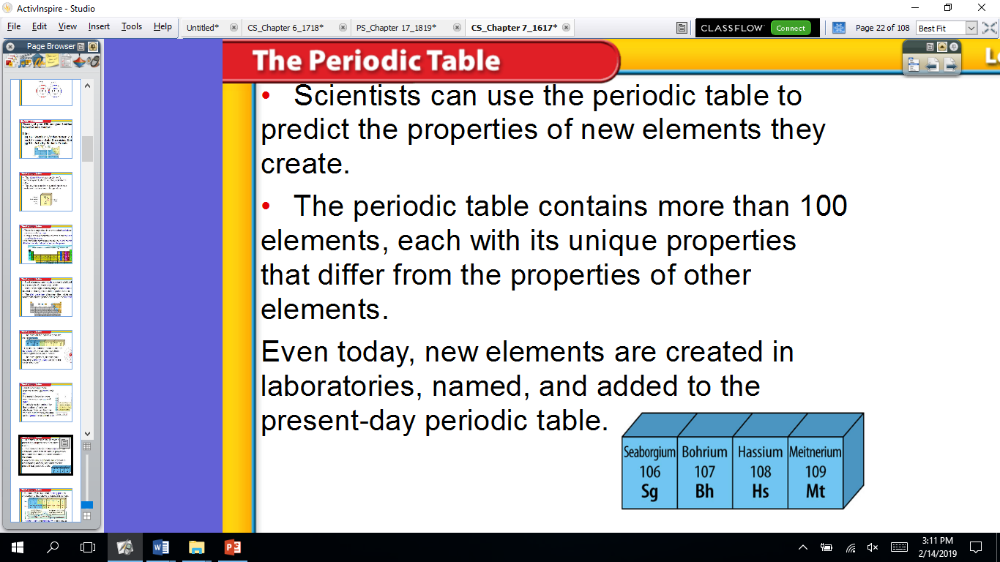 ActivInspire - Studio
File Edit View Insert Tools Help
Untitled* CS_Chapter 6_1718* PS_Chapter 17_1819* CS_Chapter 7_1617*
CLASSFLOW Connect
Page 22 of 108 Best Fit
Page Browser
The Periodic Table
• Scientists can use the periodic table to
predict the properties of new elements they
create.
• The periodic table contains more than 100
elements, each with its unique properties
that differ from the properties of other
elements.
Even today, new elements are created in
laboratories, named, and added to the
present-day periodic table.
Seaborgium Bohrium Hassium Meitnerium
106 107 108 109
Sg Bh Hs Mt
3:11 PM
2/14/2019